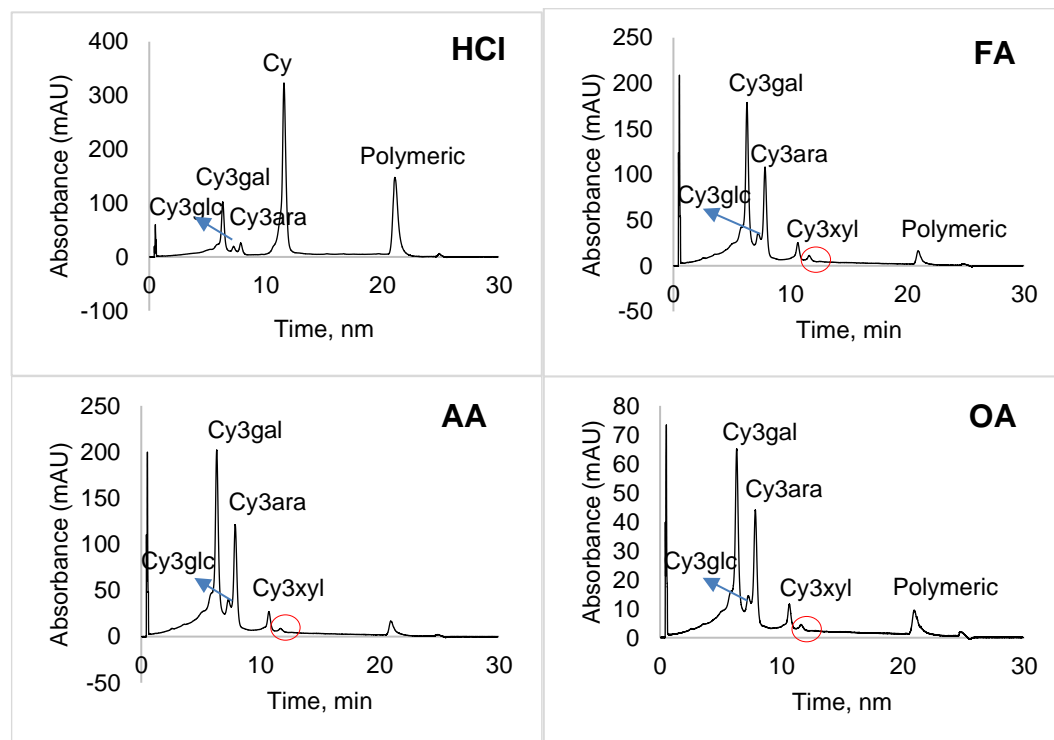 HCl
Absorbance (mAU)
400
300
200
100
0
-100
0
10
20
30
Time, nm
Cy
Cy3gal
Cy3glc
Cy3ara
Polymeric
FA
Absorbance (mAU)
250
200
150
100
50
0
-50
0
10
20
30
Time, min
Cy3gal
Cy3ara
Cy3glc
Cy3xyl
Polymeric
AA
Absorbance (mAU)
250
200
150
100
50
0
-50
0
10
20
30
Time, min
Cy3gal
Cy3ara
Cy3glc
Cy3xyl
OA
Absorbance (mAU)
80
70
60
50
40
30
20
10
0
0
10
20
30
Time, nm
Cy3gal
Cy3ara
Cy3glc
Cy3xyl
Polymeric